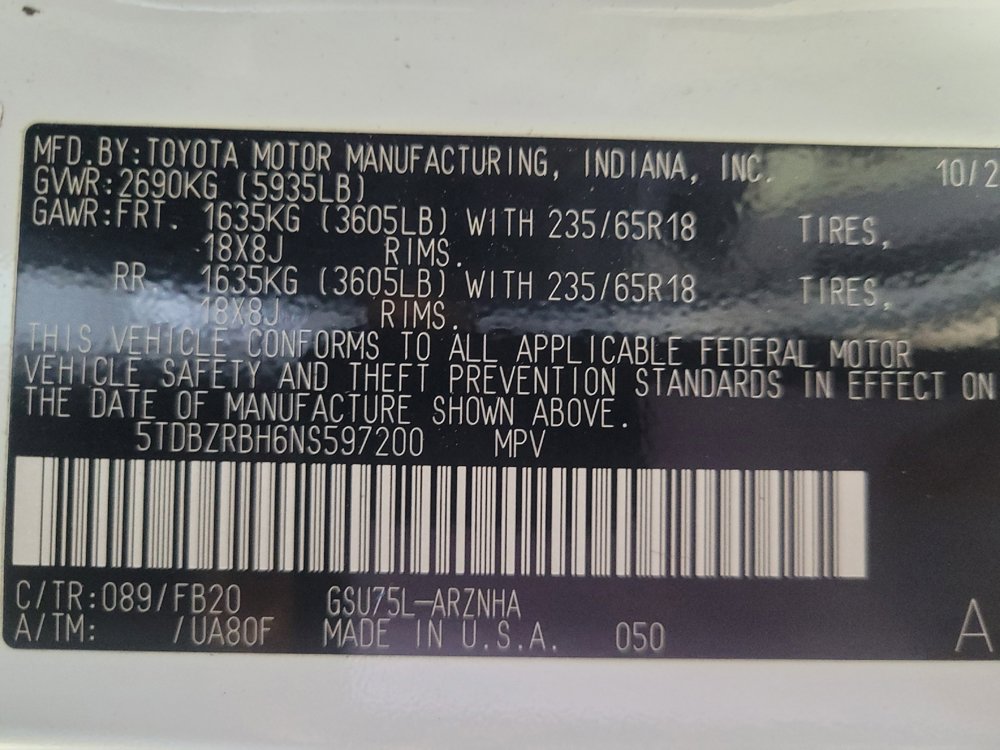 MFD.BY:TOYOTA MOTOR MANUFACTURING, INDIANA, INC. 10/2
GVWR:2690KG (5935LB)
GAWR:FRT. 1635KG (3605LB) WITH 235/65R18 TIRES,
18X8J RIMS.
RR. 1635KG (3605LB) WITH 235/65R18 TIRES,
18X8J RIMS.
THIS VEHICLE CONFORMS TO ALL APPLICABLE FEDERAL MOTOR
VEHICLE SAFETY AND THEFT PREVENTION STANDARDS IN EFFECT ON
THE DATE OF MANUFACTURE SHOWN ABOVE.
5TDBZRBH6NS597200 MPV
C/TR:089/FB20 GSU75L-ARZNHA
A/TM: /UA80F MADE IN U.S.A. 050 A